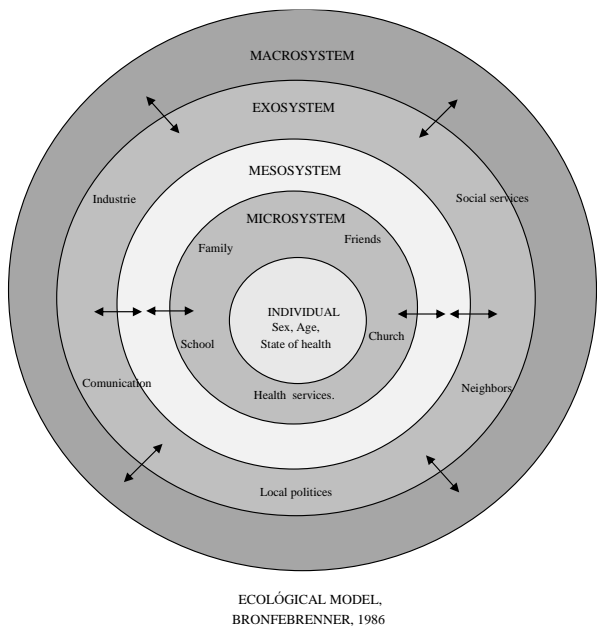 MACROSYSTEM
EXOSYSTEM
MESOSYSTEM
Industrie
Social services
MICROSYSTEM
Family
Friends
INDIVIDUAL
Sex, Age,
State of health
School
Church
Comunication
Neighbors
Health services.
Local politices
ECOLÓGICAL MODEL,
BRONFEBRENNER, 1986